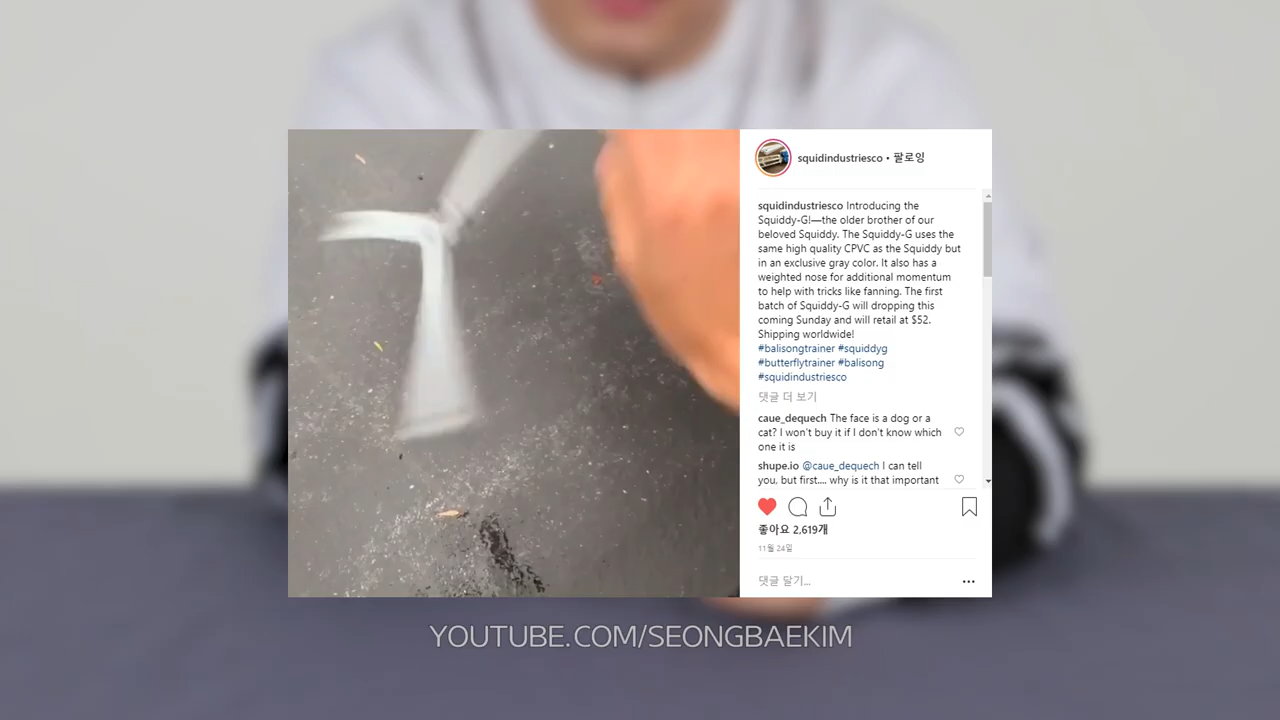 squidindustriesco • 팔로잉
squidindustriesco Introducing the
Squiddy-G!—the older brother of our
beloved Squiddy. The Squiddy-G uses the
same high quality CPVC as the Squiddy but
in an exclusive gray color. It also has a
weighted nose for additional momentum
to help with tricks like fanning. The first
batch of Squiddy-G will dropping this
coming Sunday and will retail at $52.
Shipping worldwide!
#balisongtrainer #squiddyg
#butterflytrainer #balisong
#squidindustriesco
댓글 더 보기
caue_dequech The face is a dog or a
cat? I won't buy it if I don't know which
one it is
shupe.io @caue_dequech I can tell
you, but first.... why is it that important
좋아요 2,619개
11월 24일
댓글 달기...
YOUTUBE.COM/SEONGBAEKIM